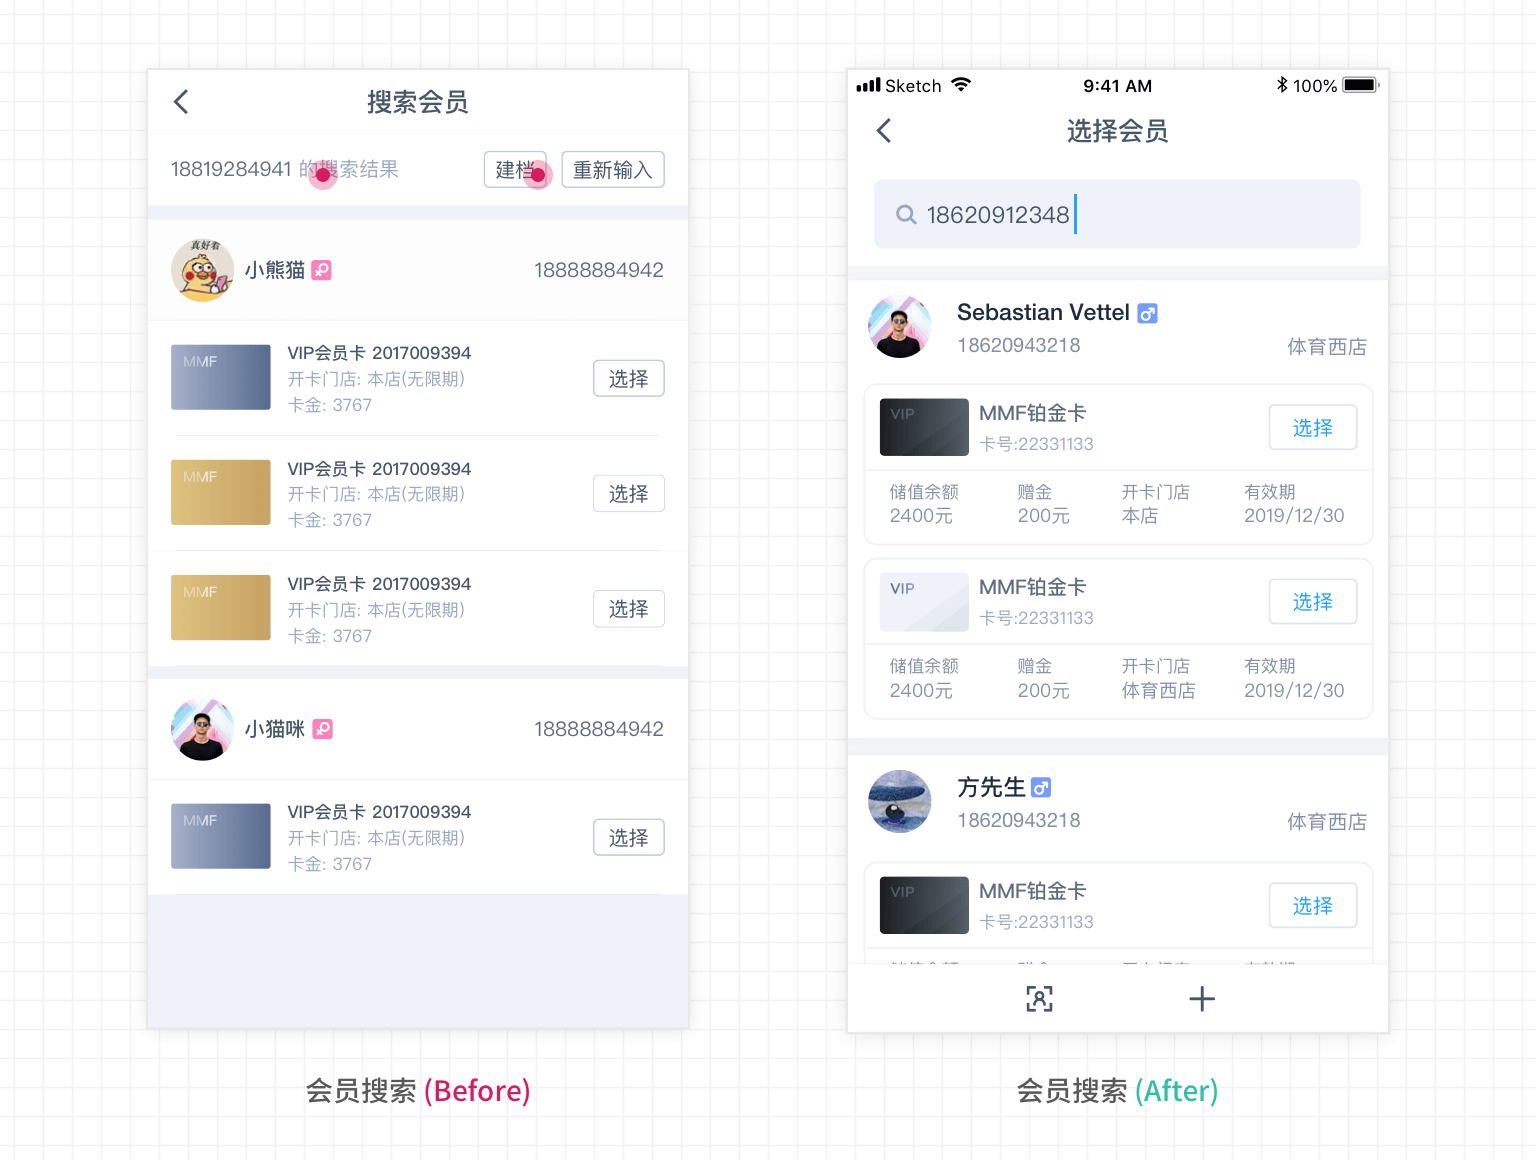 搜索会员
18819284941 的搜索结果
建档
重新输入
真好看
小熊猫
18888884942
MMF
VIP会员卡 2017009394
开卡门店: 本店(无限期)
卡金: 3767
选择
MMF
VIP会员卡 2017009394
开卡门店: 本店(无限期)
卡金: 3767
选择
MMF
VIP会员卡 2017009394
开卡门店: 本店(无限期)
卡金: 3767
选择
小猫咪
18888884942
MMF
VIP会员卡 2017009394
开卡门店: 本店(无限期)
卡金: 3767
选择
会员搜索 (Before)
Sketch
9:41 AM
100%
选择会员
18620912348
Sebastian Vettel
18620943218
体育西店
VIP
MMF铂金卡
卡号:22331133
选择
储值余额 赠金 开卡门店 有效期
2400元 200元 本店 2019/12/30
VIP
MMF铂金卡
卡号:22331133
选择
储值余额 赠金 开卡门店 有效期
2400元 200元 体育西店 2019/12/30
方先生
18620943218
体育西店
VIP
MMF铂金卡
卡号:22331133
选择
会员搜索 (After)